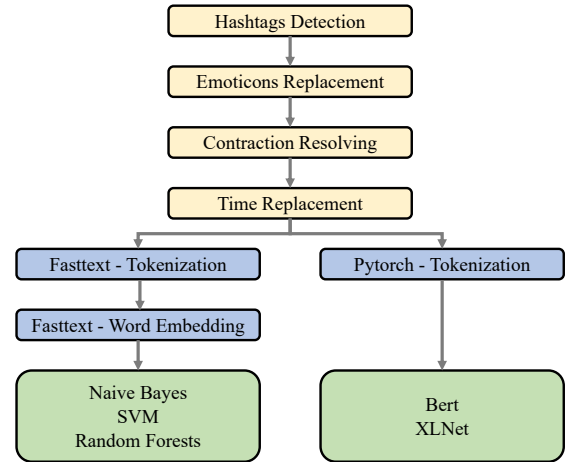 Hashtags Detection
Emoticons Replacement
Contraction Resolving
Time Replacement
Fasttext - Tokenization
Pytorch - Tokenization
Fasttext - Word Embedding
Naive Bayes
SVM
Random Forests
Bert
XLNet